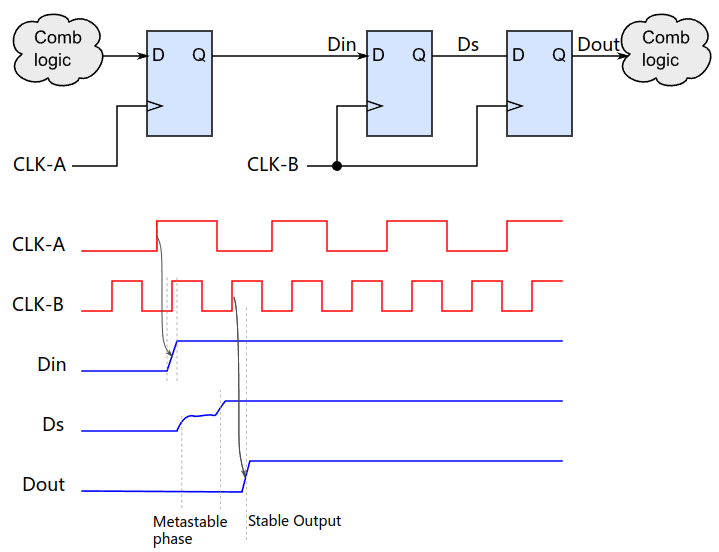 Comb
logic
D Q
Din
D Q
Ds
D Q
Dout
Comb
logic
CLK-A
CLK-B
CLK-A
CLK-B
Din
Ds
Dout
Metastable
phase
Stable Output